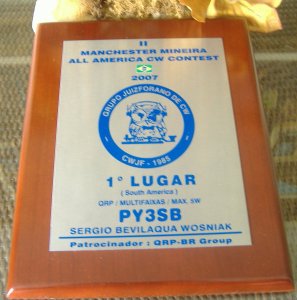 II
MANCHESTER MINEIRA
ALL AMERICA CW CONTEST
2007
GRUPO JUIZFORANO DE CW
CWJF - 1985
1° LUGAR
( South America )
QRP / MULTIFAIXAS / MAX. 5W
PY3SB
SERGIO BEVILAQUA WOSNIAK
Patrocinador : QRP-BR Group